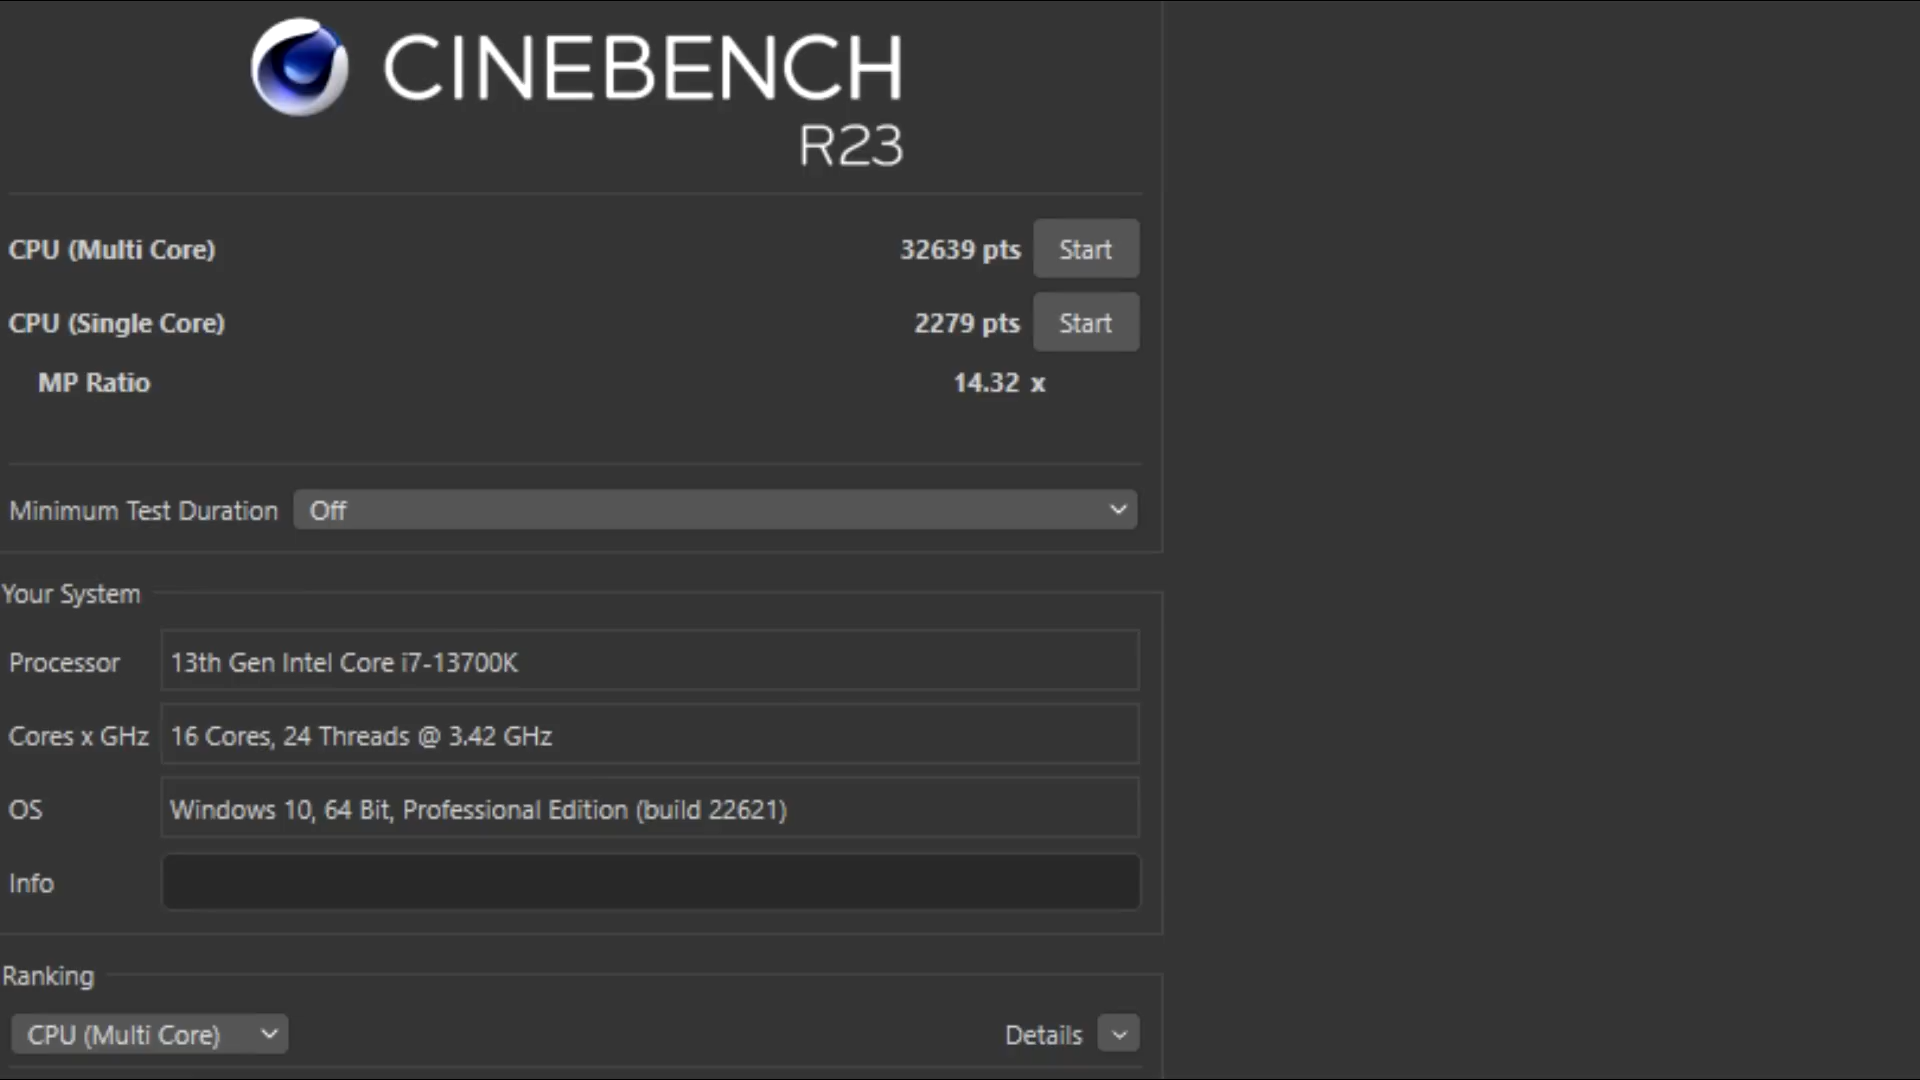 CINEBENCH
R23
CPU (Multi Core) 32639 pts Start
CPU (Single Core) 2279 pts Start
MP Ratio 14.32 x
Minimum Test Duration Off
Your System
Processor 13th Gen Intel Core i7-13700K
Cores x GHz 16 Cores, 24 Threads @ 3.42 GHz
OS Windows 10, 64 Bit, Professional Edition (build 22621)
Info
Ranking
CPU (Multi Core) Details